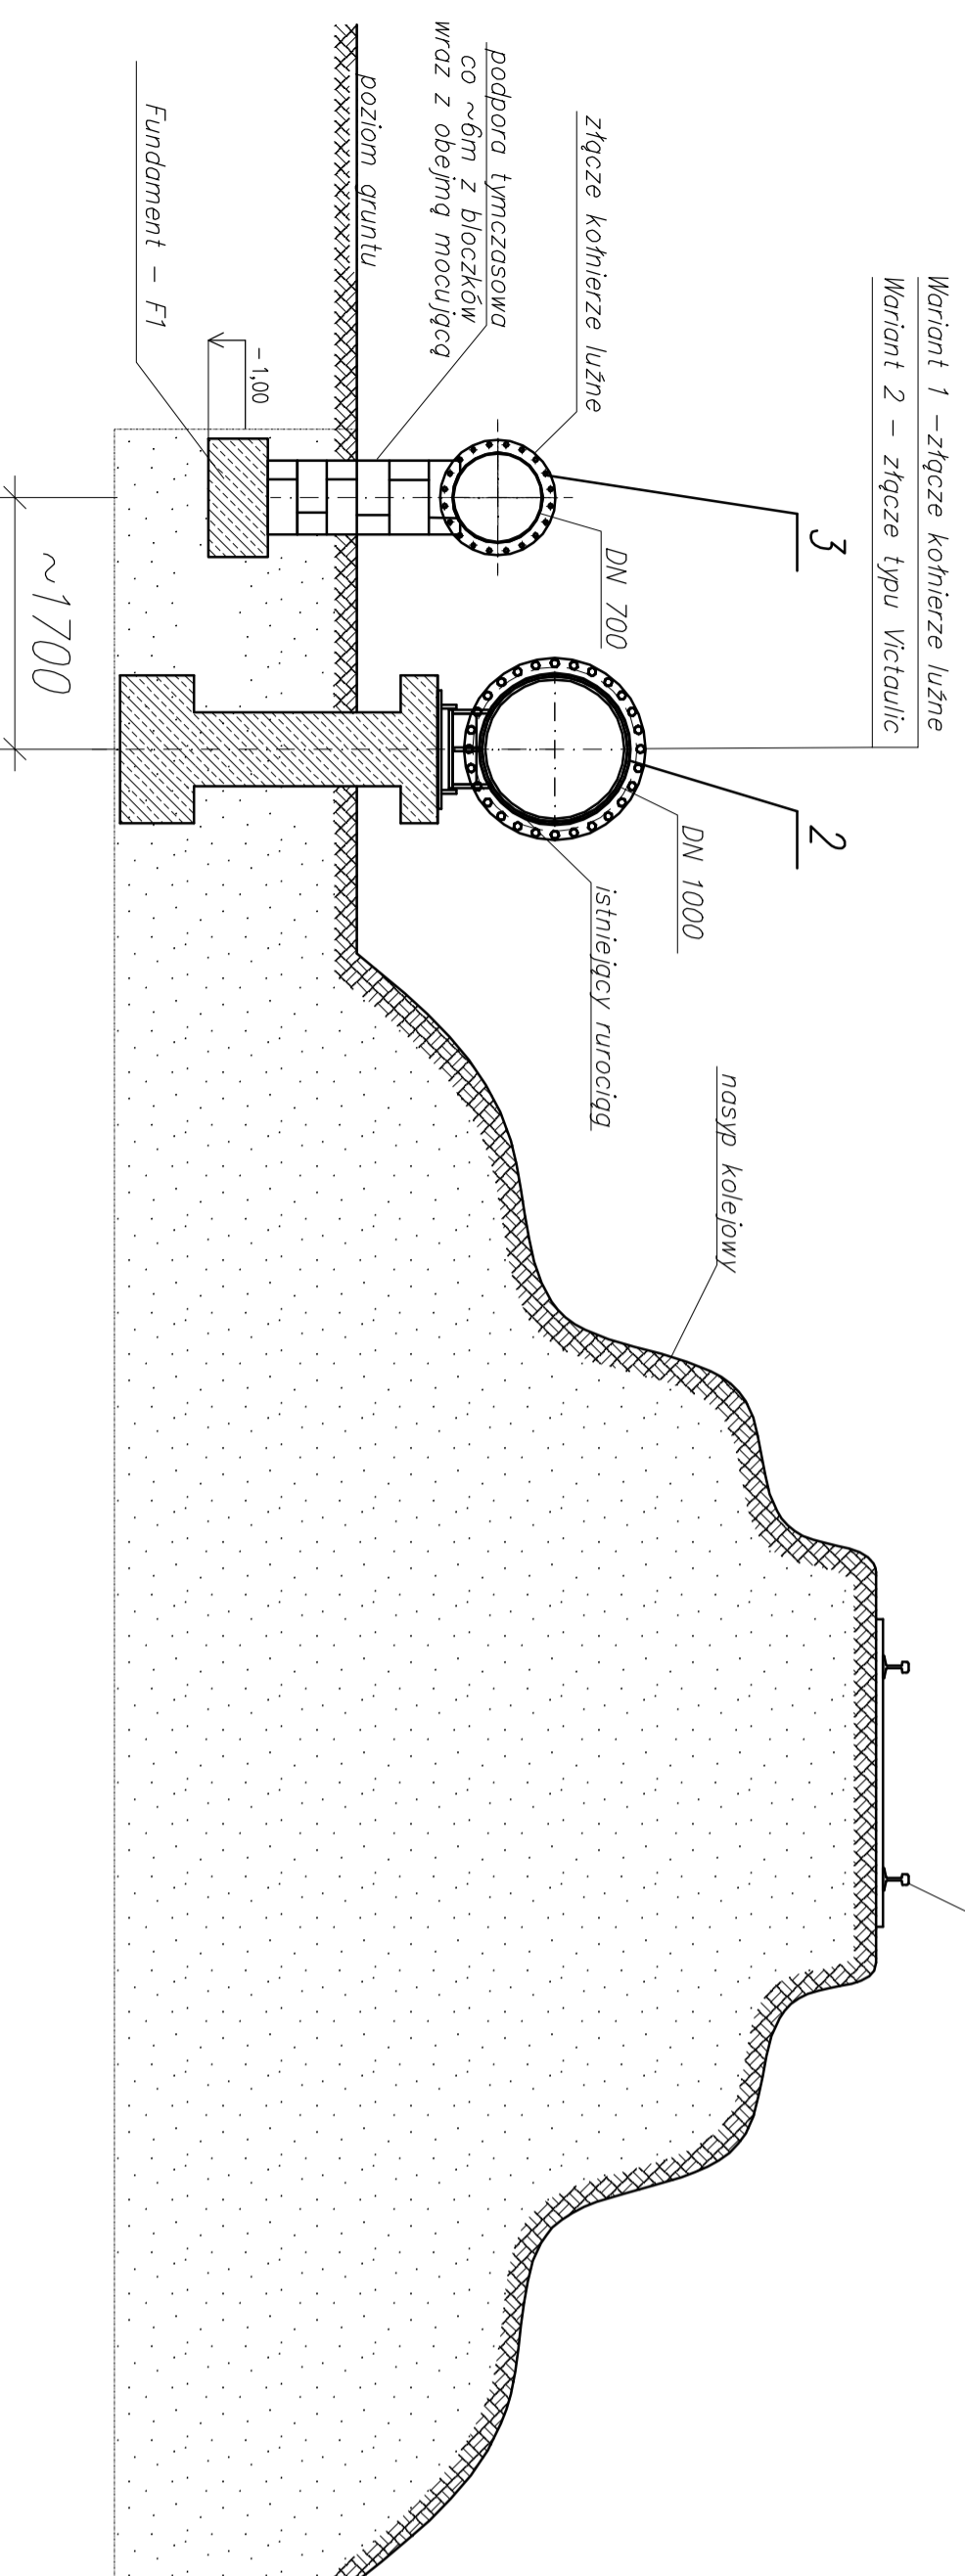 Wariant 1 -złącze kołnierze luźne
Wariant 2 - złącze typu Victaulic
złącze kołnierze luźne
podpora tymczasowa
co ~6m z bloczków
wraz z obejmą mocującą
poziom gruntu
Fundament - F1
-1,00
3
DN 700
2
DN 1000
istniejący rurociąg
nasyp kolejowy
~1700